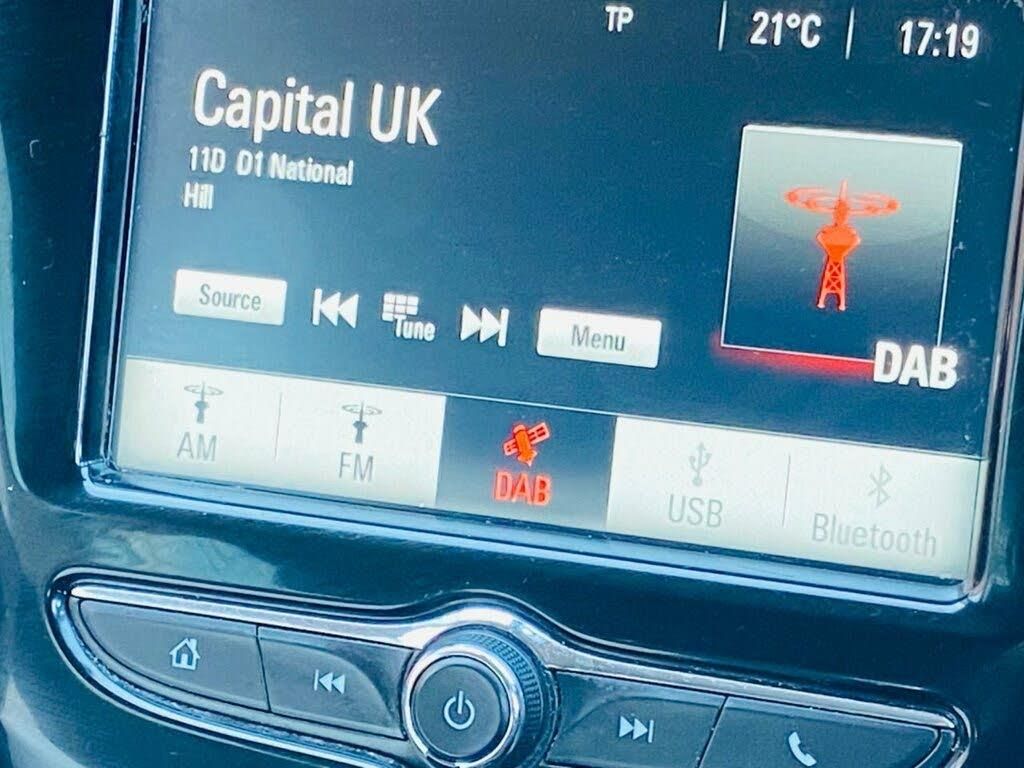 TP 21°C 17:19
Capital UK
11D D1 National
Hill
Source Tune Menu
DAB
AM FM DAB USB Bluetooth